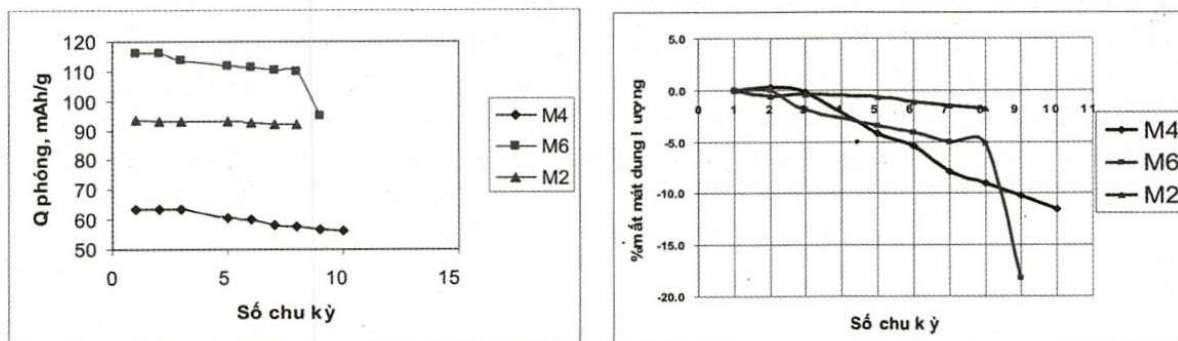 120
110
100
90
80
70
60
50
0
5
10
15
Q phóng, mAh/g
Số chu kỳ
M4
M6
M2
5.0
0.0
-5.0
-10.0
-15.0
-20.0
0 1 2 3 4 5 6 7 8 9 10 11
%mất mát dung lượng
Số chu kỳ
M4
M6
M2